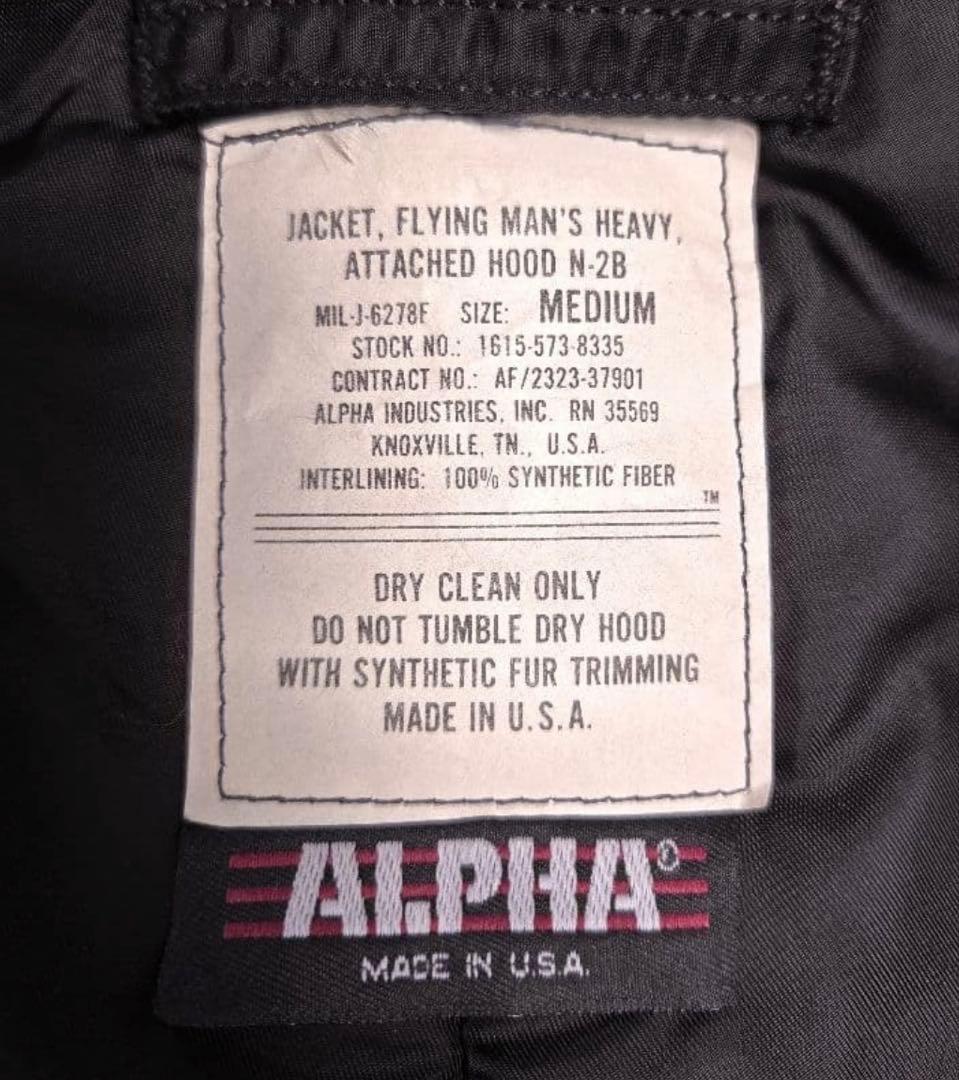 JACKET, FLYING MAN'S HEAVY,
ATTACHED HOOD N-2B
MIL-J-6278F SIZE: MEDIUM
STOCK NO.: 1615-573-8335
CONTRACT NO.: AF/2323-37901
ALPHA INDUSTRIES, INC. RN 35569
KNOXVILLE, TN., U.S.A.
INTERLINING: 100% SYNTHETIC FIBER
TM
DRY CLEAN ONLY
DO NOT TUMBLE DRY HOOD
WITH SYNTHETIC FUR TRIMMING
MADE IN U.S.A.
ALPHA®
MADE IN U.S.A.